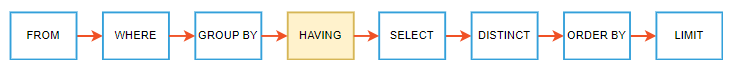 FROM WHERE GROUP BY HAVING SELECT DISTINCT ORDER BY LIMIT